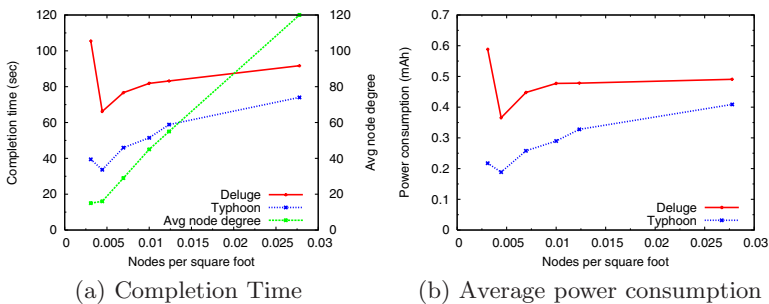 120
100
80
60
40
20
0
Completion time (sec)
120
100
80
60
40
20
0
Avg node degree
Deluge
Typhoon
Avg node degree
0 0.005 0.01 0.015 0.02 0.025 0.03
Nodes per square foot
(a) Completion Time
0.7
0.6
0.5
0.4
0.3
0.2
0.1
0
Power consumption (mAh)
Deluge
Typhoon
0 0.005 0.01 0.015 0.02 0.025 0.03
Nodes per square foot
(b) Average power consumption